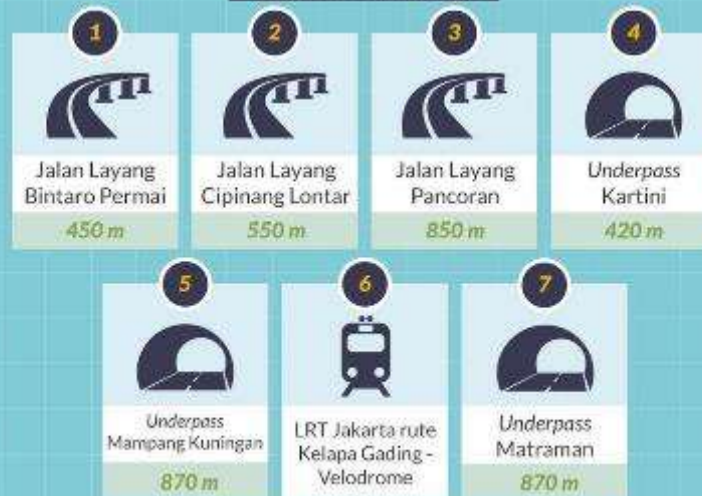 1
2
3
4
Jalan Layang
Bintaro Permai
450 m
Jalan Layang
Cipinang Lontar
550 m
Jalan Layang
Pancoran
850 m
Underpass
Kartini
420 m
5
6
7
Underpass
Mampang Kuningan
870 m
LRT Jakarta rute
Kelapa Gading -
Velodrome
Underpass
Matraman
870 m